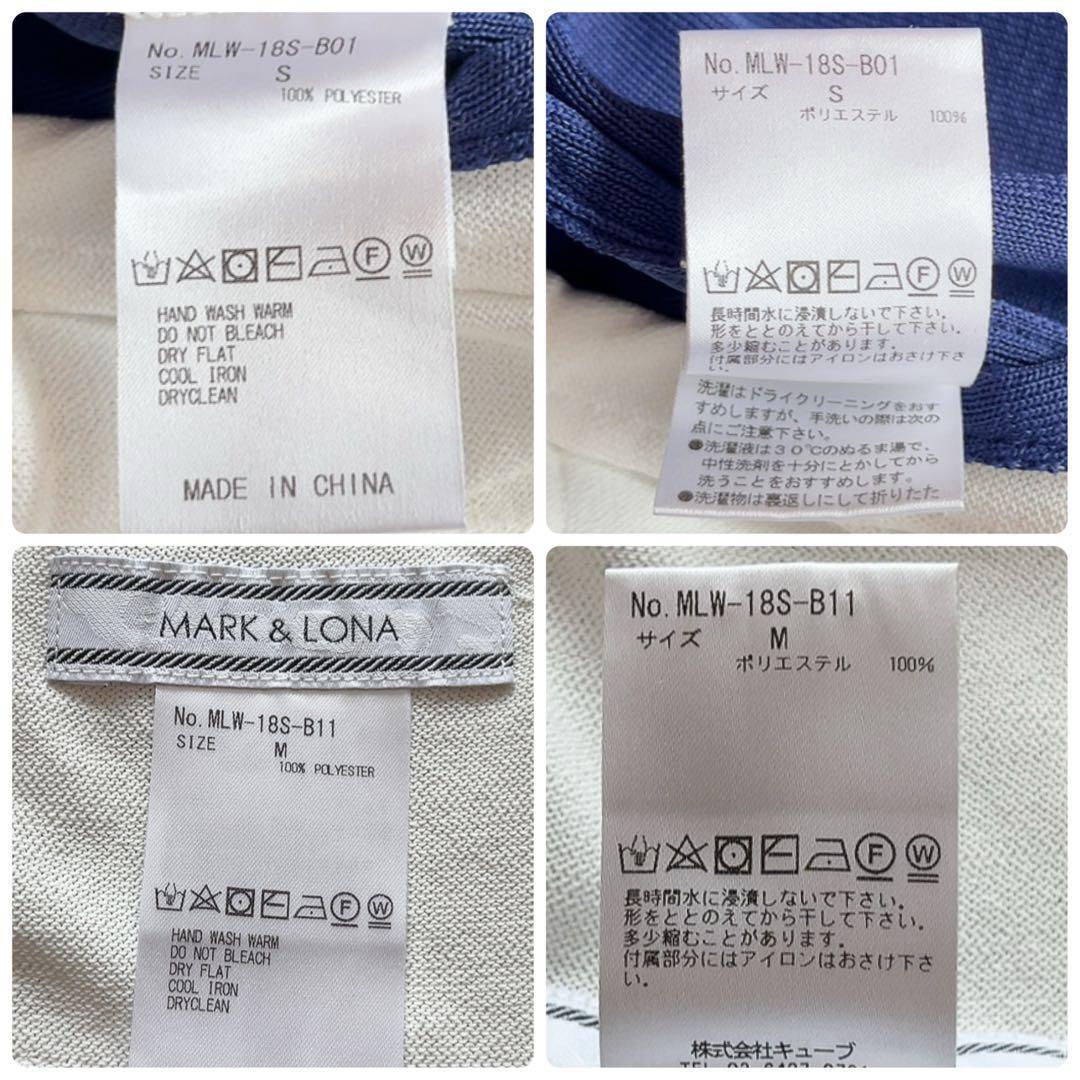 No. MLW-18S-B01
SIZE S
100% POLYESTER
HAND WASH WARM
DO NOT BLEACH
DRY FLAT
COOL IRON
DRYCLEAN
MADE IN CHINA
No. MLW-18S-B01
サイズ S
ポリエステル 100%
長時間水に浸漬しないで下さい。
形をととのえてから干して下さい。
多少縮むことがあります。
付属部分にはアイロンはおさけ下さ
い。
洗濯はドライクリーニングをおす
すめしますが、手洗いの際は次の
点にご注意下さい。
●洗濯液は30℃のぬるま湯で、
中性洗剤を十分にとかしてから
洗うことをおすすめします。
●洗濯物は裏返しにして折りたた
MARK & LONA
No. MLW-18S-B11
SIZE M
100% POLYESTER
HAND WASH WARM
DO NOT BLEACH
DRY FLAT
COOL IRON
DRYCLEAN
No. MLW-18S-B11
サイズ M
ポリエステル 100%
長時間水に浸漬しないで下さい。
形をととのえてから干して下さい。
多少縮むことがあります。
付属部分にはアイロンはおさけ下さ
い。
株式会社キューブ